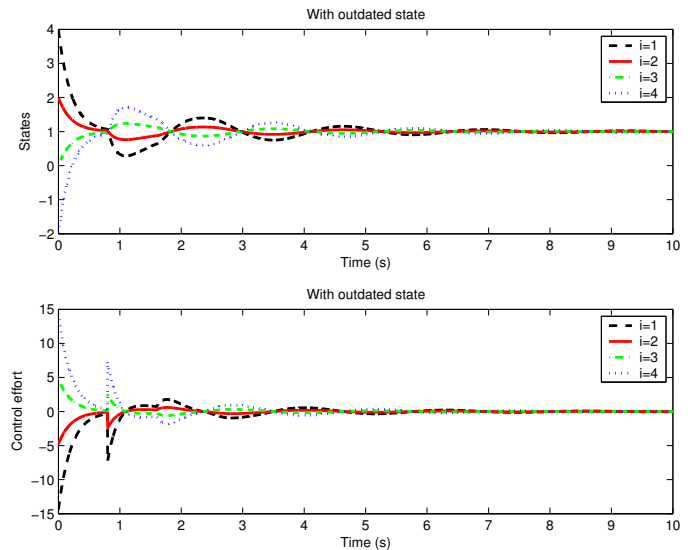 With outdated state
4
3
2
1
0
−1
−2
States
0 1 2 3 4 5 6 7 8 9 10
Time (s)
i=1
i=2
i=3
i=4
With outdated state
15
10
5
0
−5
−10
−15
Control effort
0 1 2 3 4 5 6 7 8 9 10
Time (s)
i=1
i=2
i=3
i=4